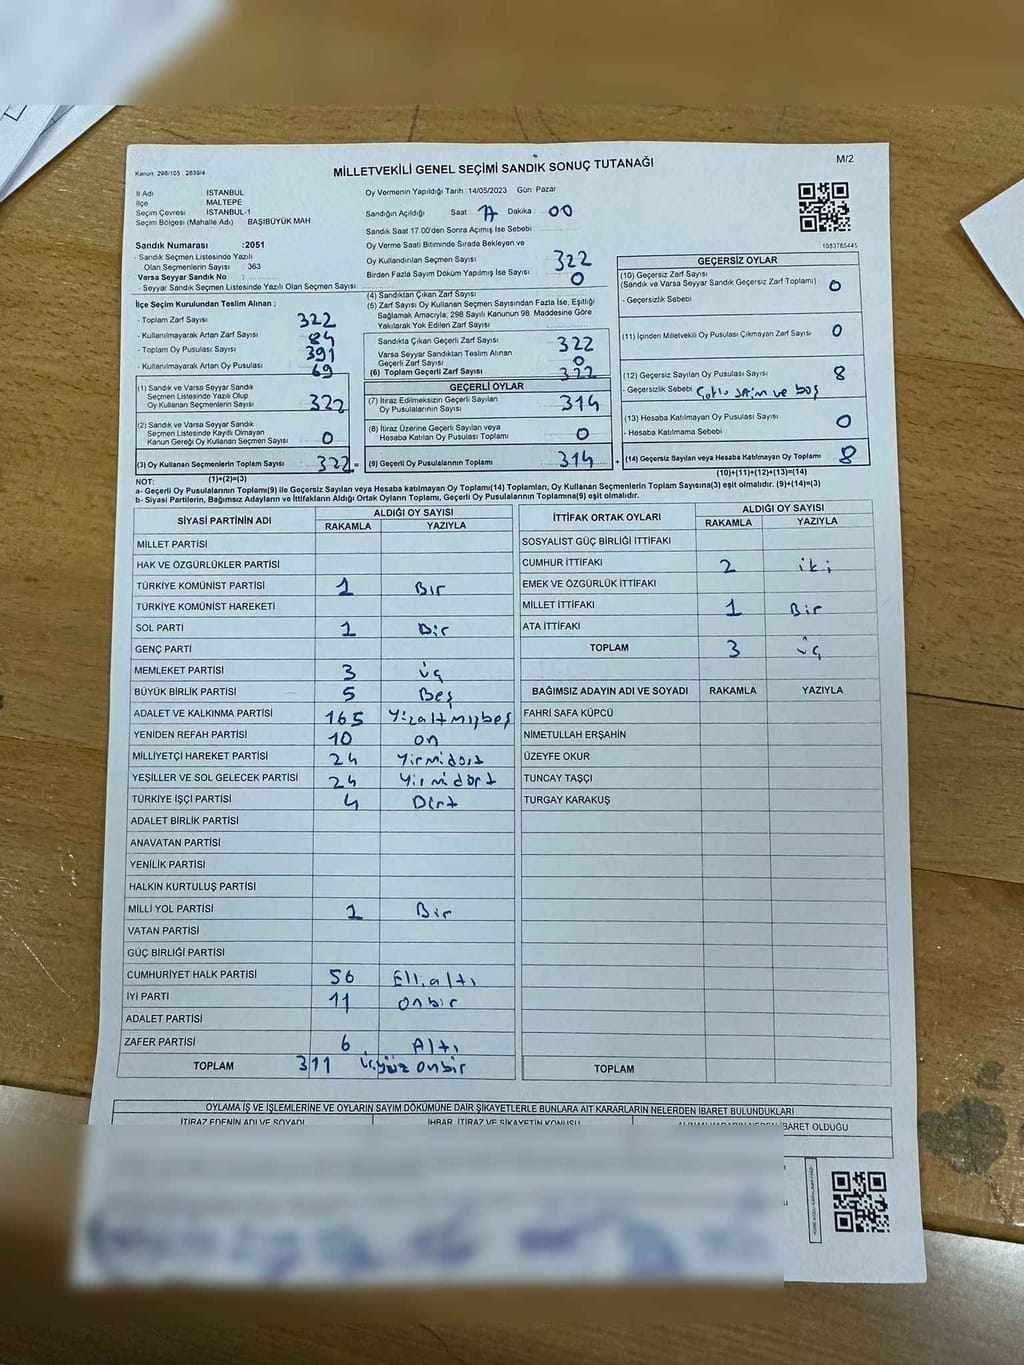 MİLLETVEKİLİ GENEL SEÇİMİ SANDIK SONUÇ TUTANAĞI
M/2
Kanun: 298/105 , 2839/4
İl Adı İSTANBUL
İlçe MALTEPE
Seçim Çevresi İSTANBUL-1
Seçim Bölgesi (Mahalle Adı) BAŞIBÜYÜK MAH
Sandık Numarası :2051
- Sandık Seçmen Listesinde Yazılı
Olan Seçmenlerin Sayısı : 363
Varsa Seyyar Sandık No :
- Seyyar Sandık Seçmen Listesinde Yazılı Olan Seçmen Sayısı
Oy Vermenin Yapıldığı Tarih :14/05/2023 Gün: Pazar
Sandığın Açıldığı Saat Dakika 00
Sandık Saat 17:00'den Sonra Açımış İse Sebebi
Oy Verme Saati Bitiminde Sırada Bekleyen ve
Oy Kullandırılan Seçmen Sayısı 322
Birden Fazla Sayım Döküm Yapılmış İse Sayısı 0
1083765445
İlçe Seçim Kurulundan Teslim Alınan ;
- Toplam Zarf Sayısı 322
- Kullanılmayarak Artan Zarf Sayısı 84
- Toplam Oy Pusulası Sayısı 391
- Kullanılmayarak Artan Oy Pusulası 69
(1) Sandık ve Varsa Seyyar Sandık
Seçmen Listesinde Yazılı Olup
Oy Kullanan Seçmenlerin Sayısı 322
(2) Sandık ve Varsa Seyyar Sandık
Seçmen Listesinde Kayıtlı Olmayan
Kanun Gereği Oy Kullanan Seçmen Sayısı 0
(3) Oy Kullanan Seçmenlerin Toplam Sayısı 322 =
(1)+(2)=(3)
(4) Sandıktan Çıkan Zarf Sayısı
(5) Zarf Sayısı Oy Kullanan Seçmen Sayısından Fazla İse, Eşitliği
Sağlamak Amacıyla, 298 Sayılı Kanunun 98. Maddesine Göre
Yakılarak Yok Edilen Zarf Sayısı
Sandıkta Çıkan Geçerli Zarf Sayısı 322
Varsa Seyyar Sandıktan Teslim Alınan
Geçerli Zarf Sayısı 0
(6) Toplam Geçerli Zarf Sayısı 322
GEÇERLİ OYLAR
(7) İtiraz Edilmeksizin Geçerli Sayılan
Oy Pusulalarının Sayısı 314
(8) İtiraz Üzerine Geçerli Sayılan veya
Hesaba Katılan Oy Pusulası Toplamı 0
(9) Geçerli Oy Pusulalarının Toplamı 314 +
GEÇERSİZ OYLAR
(10) Geçersiz Zarf Sayısı
(Sandık ve Varsa Seyyar Sandık Geçersiz Zarf Toplamı) 0
- Geçersizlik Sebebi
(11) İçinden Milletvekili Oy Pusulası Çıkmayan Zarf Sayısı 0
(12) Geçersiz Sayılan Oy Pusulası Sayısı 8
- Geçersizlik Sebebi ve boş
(13) Hesaba Katılmayan Oy Pusulası Sayısı 0
- Hesaba Katılmama Sebebi
(14) Geçersiz Sayılan veya Hesaba Katılmayan Oy Toplamı 8
(10)+(11)+(12)+(13)=(14)
NOT:
a- Geçerli Oy Pusulalarının Toplamı(9) ile Geçersiz Sayılan veya Hesaba katılmayan Oy Toplamı(14) Toplamları, Oy Kullanan Seçmenlerin Toplam Sayısına(3) eşit olmalıdır. (9)+(14)=(3)
b- Siyasi Partilerin, Bağımsız Adayların ve İttifakların Aldığı Ortak Oyların Toplamı, Geçerli Oy Pusulalarının Toplamına(9) eşit olmalıdır.
SİYASİ PARTİNİN ADI ALDIĞI OY SAYISI
RAKAMLA YAZIYLA
MİLLET PARTİSİ
HAK VE ÖZGÜRLÜKLER PARTİSİ
TÜRKİYE KOMÜNİST PARTİSİ 1 Bir
TÜRKİYE KOMÜNİST HAREKETİ
SOL PARTİ 1 Bir
GENÇ PARTİ
MEMLEKET PARTİSİ 3 üç
BÜYÜK BİRLİK PARTİSİ 5 Beş
ADALET VE KALKINMA PARTİSİ 165 Yüzaltmışbeş
YENİDEN REFAH PARTİSİ 10 on
MİLLİYETÇİ HAREKET PARTİSİ 24 Yirmidört
YEŞİLLER VE SOL GELECEK PARTİSİ 24 Yirmidört
TÜRKİYE İŞÇİ PARTİSİ 4 Dört
ADALET BİRLİK PARTİSİ
ANAVATAN PARTİSİ
YENİLİK PARTİSİ
HALKIN KURTULUŞ PARTİSİ
MİLLİ YOL PARTİSİ 1 Bir
VATAN PARTİSİ
GÜÇ BİRLİĞİ PARTİSİ
CUMHURİYET HALK PARTİSİ 56 Elli altı
İYİ PARTİ 11 onbir
ADALET PARTİSİ
ZAFER PARTİSİ 6 Altı
TOPLAM 311 üçyüz onbir
İTTİFAK ORTAK OYLARI ALDIĞI OY SAYISI
RAKAMLA YAZIYLA
SOSYALİST GÜÇ BİRLİĞİ İTTİFAKI
CUMHUR İTTİFAKI 2 iki
EMEK VE ÖZGÜRLÜK İTTİFAKI
MİLLET İTTİFAKI 1 Bir
ATA İTTİFAKI
TOPLAM 3 üç
BAĞIMSIZ ADAYIN ADI VE SOYADI RAKAMLA YAZIYLA
FAHRİ SAFA KÜPCÜ
NİMETULLAH ERŞAHİN
ÜZEYFE OKUR
TUNCAY TAŞÇI
TURGAY KARAKUŞ
TOPLAM
OYLAMA İŞ VE İŞLEMLERİNE VE OYLARIN SAYIM DÖKÜMÜNE DAİR ŞİKAYETLERLE BUNLARA AİT KARARLARIN NELERDEN İBARET BULUNDUKLARI
İTİRAZ EDENİN ADI VE SOYADI İHBAR, İTİRAZ VE ŞİKAYETİN KONUSU İBARET OLDUĞU